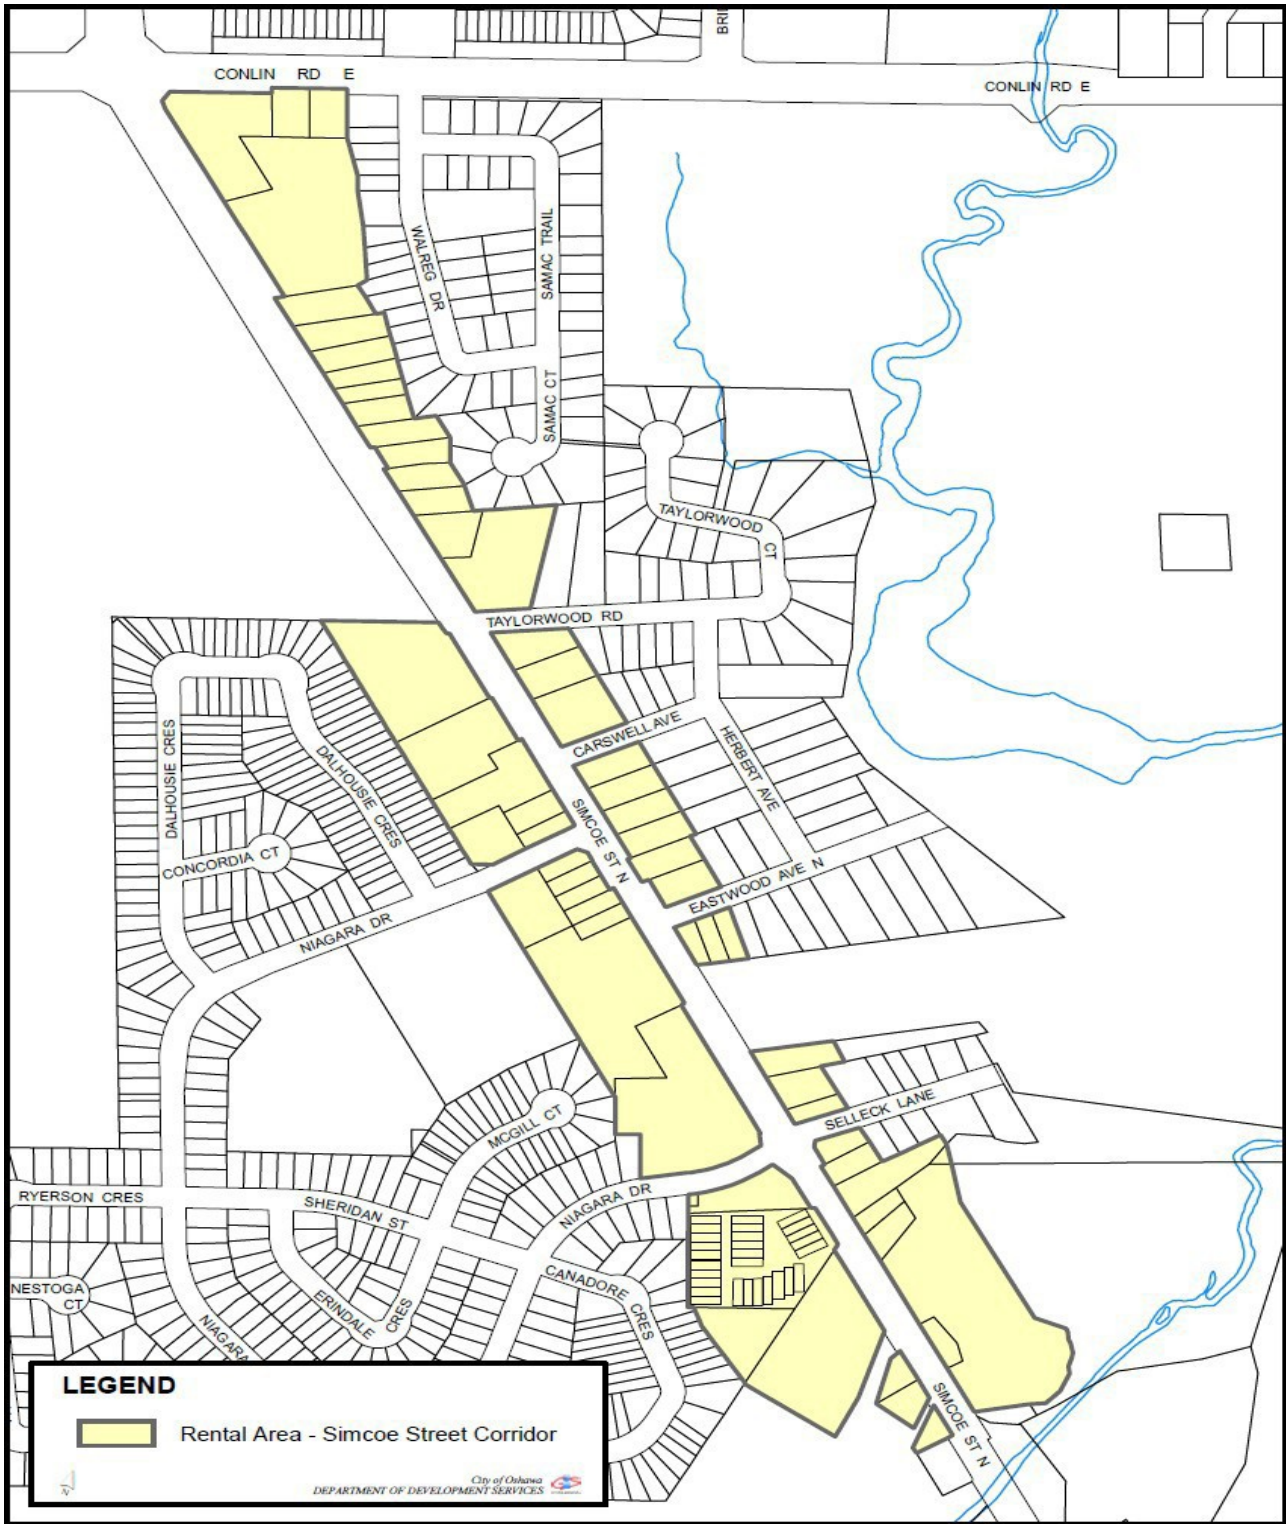 BRI
CONLIN RD E
CONLIN RD E
WALREG DR
SAMAC TRAIL
SAMAC CT
TAYLORWOOD
CT
TAYLORWOOD RD
CARSWELL AVE
HERBERT AVE
DALHOUSIE CRES
DALHOUSIE CRES
SIMCOE ST N
CONCORDIA CT
EASTWOOD AVE N
NIAGARA DR
SELLECK LANE
MCGILL CT
RYERSON CRES
SHERIDAN ST
NIAGARA DR
CANADORE CRES
NESTOGA
CT
ERINDALE
CRES
NIAGARA
SIMCOE ST N
LEGEND
Rental Area - Simcoe Street Corridor
City of Oshawa
DEPARTMENT OF DEVELOPMENT SERVICES